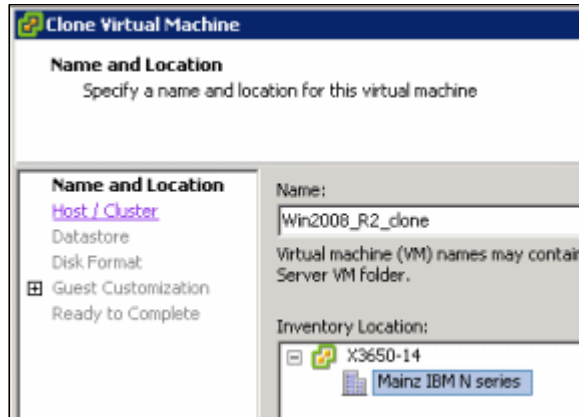 Clone Virtual Machine
Name and Location
Specify a name and location for this virtual machine
Name and Location
Host / Cluster
Datastore
Disk Format
Guest Customization
Ready to Complete
Name:
Win2008_R2_clone
Virtual machine (VM) names may contain
Server VM folder.
Inventory Location:
X3650-14
Mainz IBM N series